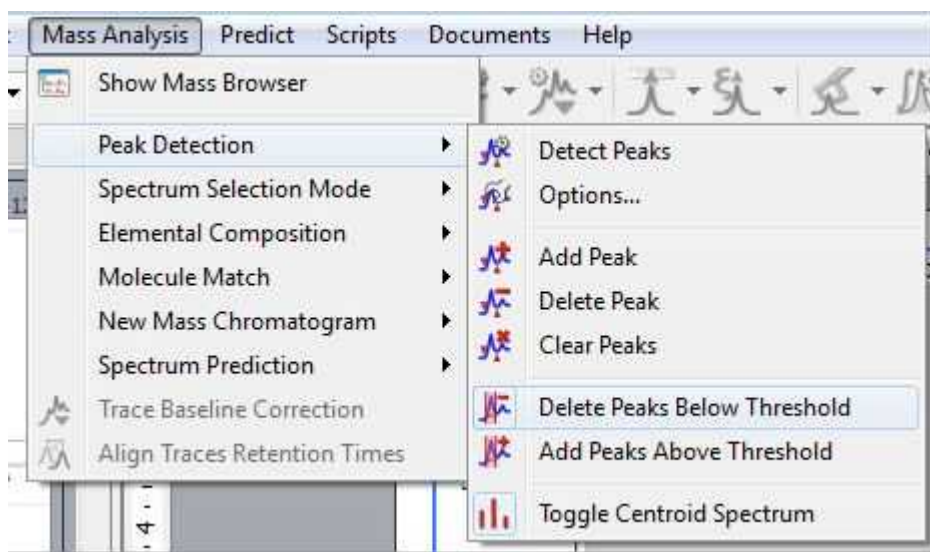 Mass Analysis Predict Scripts Documents Help
Show Mass Browser
Peak Detection
Spectrum Selection Mode
Elemental Composition
Molecule Match
New Mass Chromatogram
Spectrum Prediction
Trace Baseline Correction
Align Traces Retention Times
Detect Peaks
Options...
Add Peak
Delete Peak
Clear Peaks
Delete Peaks Below Threshold
Add Peaks Above Threshold
Toggle Centroid Spectrum